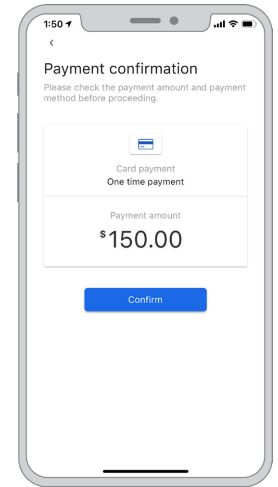 1:50
Payment confirmation
Please check the payment amount and payment
method before proceeding.
Card payment
One time payment
Payment amount
$150.00
Confirm